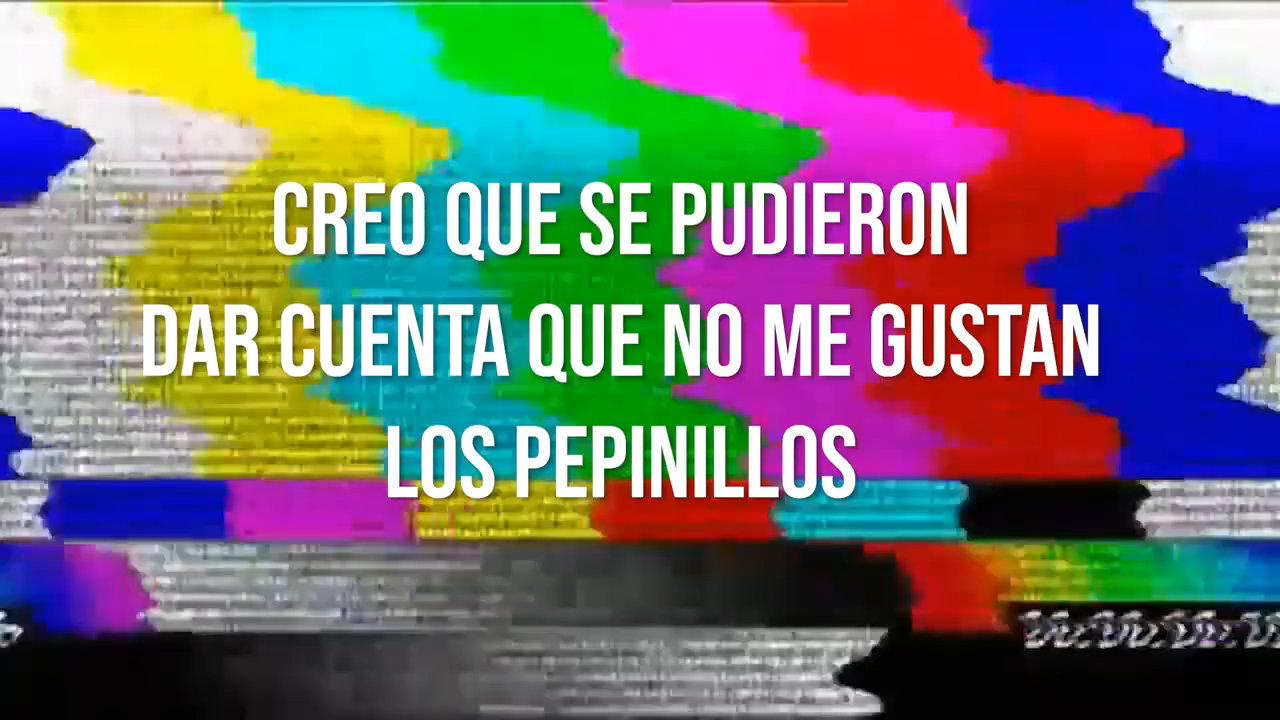 CREO QUE SE PUDIERON
DAR CUENTA QUE NO ME GUSTAN
LOS PEPINILLOS